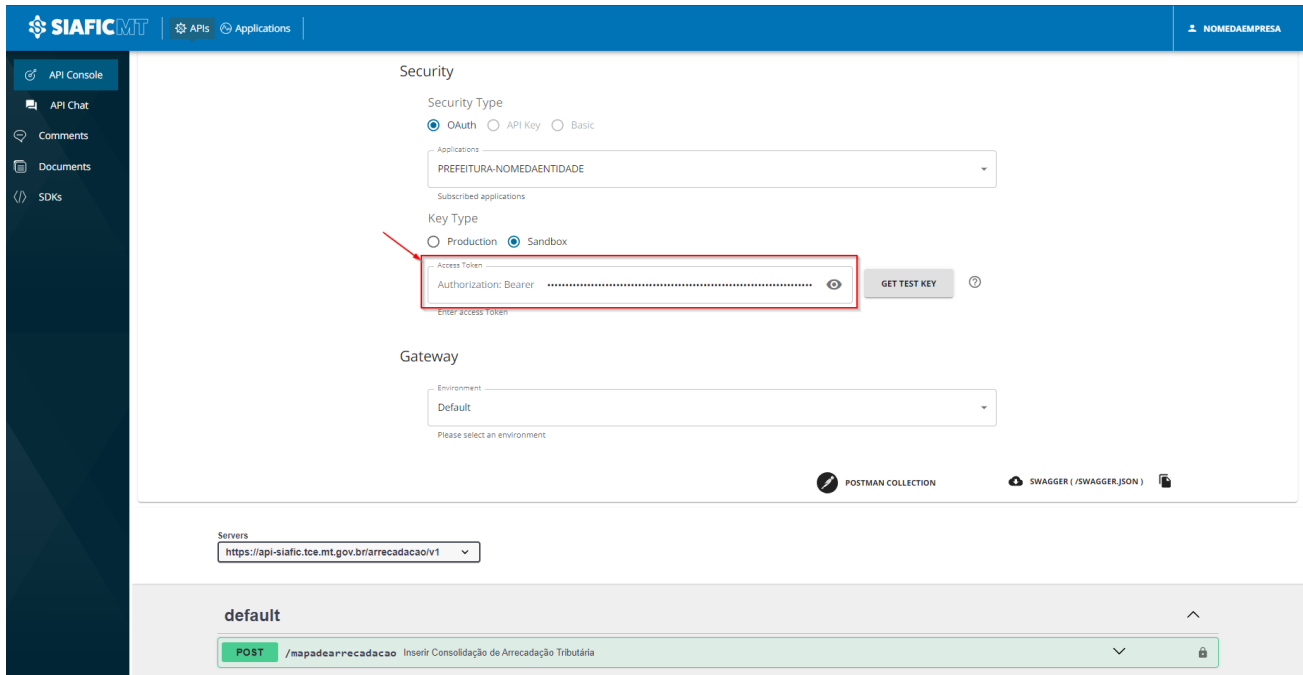 SIAFICMT
APIs
Applications
NOMEDAEMPRESA
API Console
API Chat
Comments
Documents
SDKs
Security
Security Type
OAuth API Key Basic
Applications
PREFEITURA-NOMEDAENTIDADE
Subscribed applications
Key Type
Production Sandbox
Access Token
Authorization: Bearer ••••••••••••••••••••••••••••••••••••••••••••••••••••••••••••••••••••••••••
GET TEST KEY
Enter access Token
Gateway
Environment
Default
Please select an environment
POSTMAN COLLECTION
SWAGGER ( /SWAGGER.JSON )
Servers
https://api-siafic.tce.mt.gov.br/arrecadacao/v1
default
POST /mapadearrecadacao Inserir Consolidação de Arrecadação Tributária